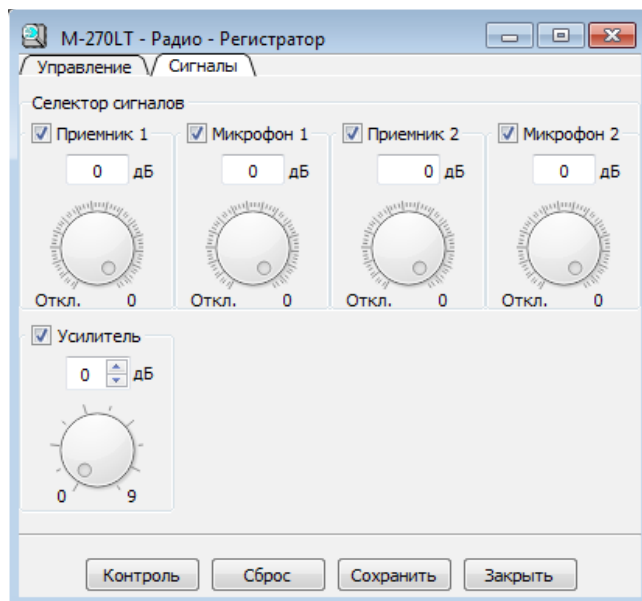 M-270LT - Радио - Регистратор
Управление Сигналы
Селектор сигналов
Приемник 1 Микрофон 1 Приемник 2 Микрофон 2
0 дБ 0 дБ 0 дБ 0 дБ
Откл. 0 Откл. 0 Откл. 0 Откл. 0
Усилитель
0 дБ
0 9
Контроль Сброс Сохранить Закрыть